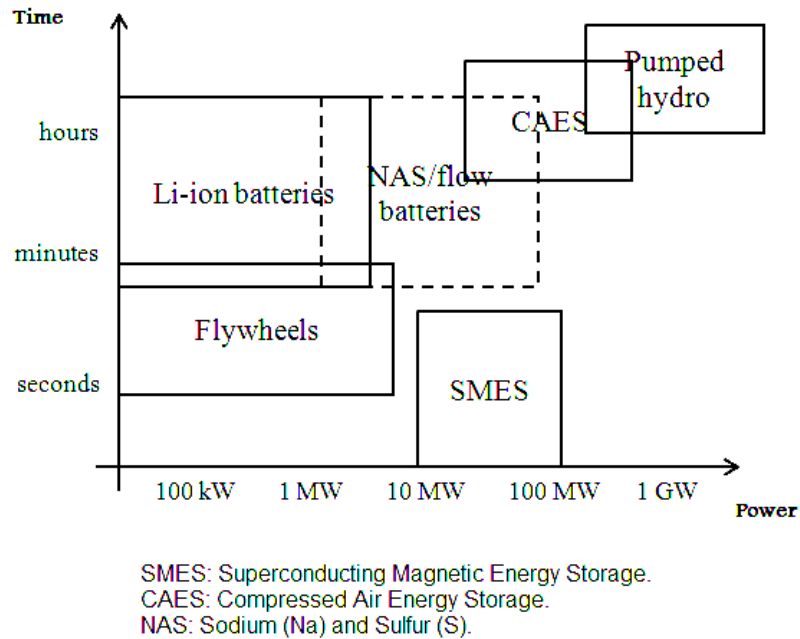 Time
Pumped
hydro
hours
CAES
Li-ion batteries
NAS/flow
batteries
minutes
Flywheels
seconds
SMES
100 kW 1 MW 10 MW 100 MW 1 GW
Power
SMES: Superconducting Magnetic Energy Storage.
CAES: Compressed Air Energy Storage.
NAS: Sodium (Na) and Sulfur (S).